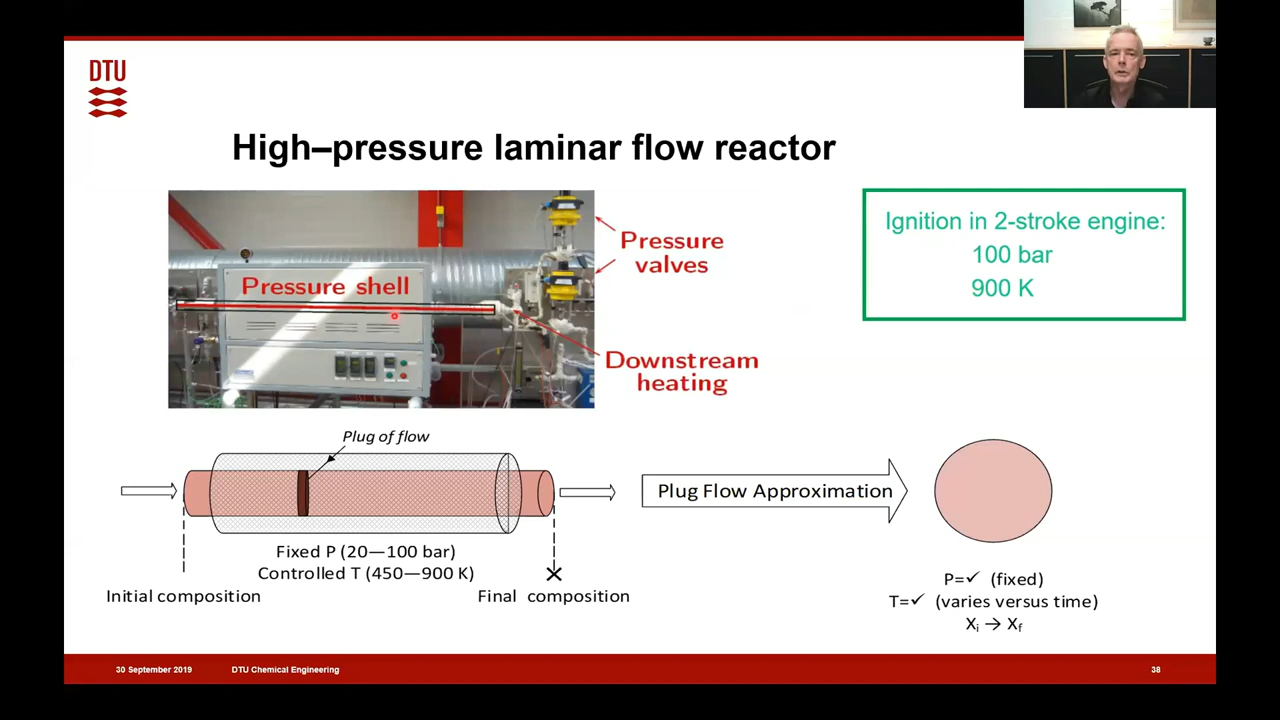 DTU
High–pressure laminar flow reactor
Pressure shell
Pressure
valves
Downstream
heating
Ignition in 2-stroke engine:
100 bar
900 K
Plug of flow
Plug Flow Approximation
Fixed P (20—100 bar)
Controlled T (450—900 K)
Initial composition
Final composition
P=✓ (fixed)
T=✓ (varies versus time)
Xi → Xf
30 September 2019
DTU Chemical Engineering
38